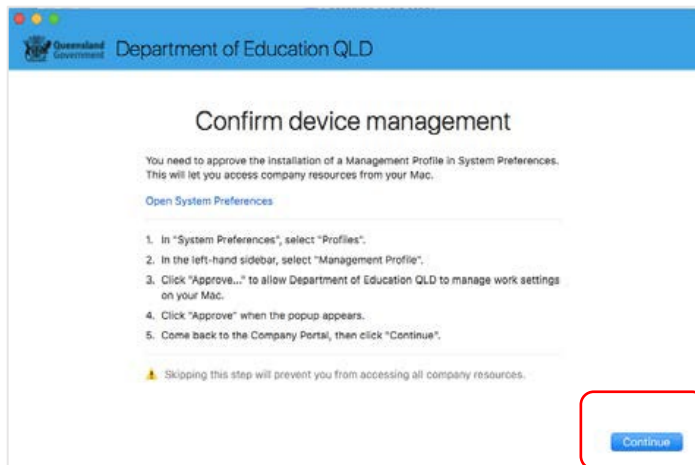 Queensland
Government
Department of Education QLD
Confirm device management
You need to approve the installation of a Management Profile in System Preferences.
This will let you access company resources from your Mac.
Open System Preferences
1. In "System Preferences", select "Profiles".
2. In the left-hand sidebar, select "Management Profile".
3. Click "Approve..." to allow Department of Education QLD to manage work settings
on your Mac.
4. Click "Approve" when the popup appears.
5. Come back to the Company Portal, then click "Continue".
Skipping this step will prevent you from accessing all company resources.
Continue